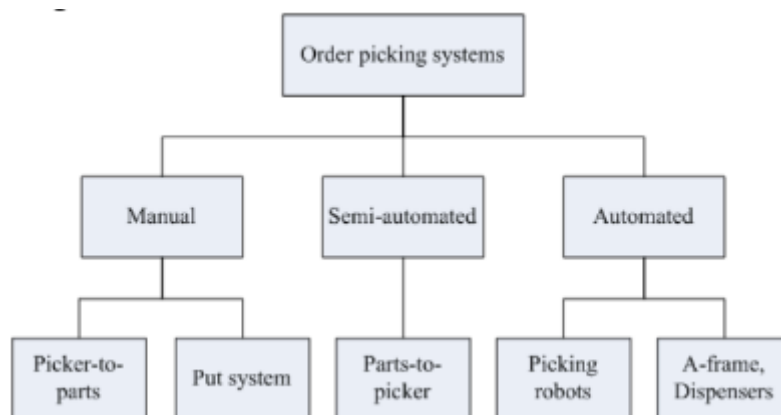 Order picking systems
Manual
Semi-automated
Automated
Picker-to-
parts
Put system
Parts-to-
picker
Picking
robots
A-frame,
Dispensers